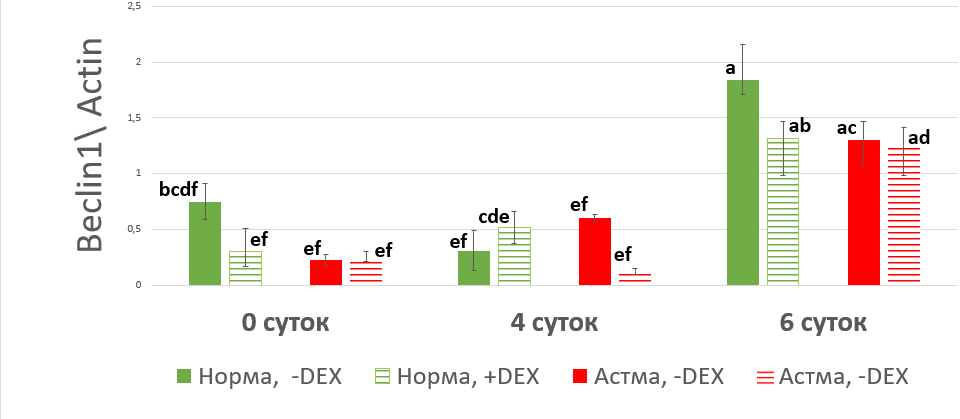 2,5
2
1,5
1
0,5
0
Beclin1\ Actin
bcdf
ef
ef
ef
ef
cde
ef
ef
a
ab
ac
ad
0 суток
4 суток
6 суток
Норма, -DEX
Норма, +DEX
Астма, -DEX
Астма, -DEX